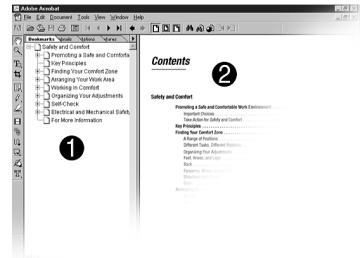 File Edit Document Tools View Window Help
Bookmarks
Safety and Comfort
Promoting a Safe and Comforta
Key Principles
Finding Your Comfort Zone
Arranging Your Work Area
Working in Comfort
Organizing Your Adjustments
Self-Check
Electrical and Mechanical Safety
For More Information
1
Contents
2
Safety and Comfort
Promoting a Safe and Comfortable Work Environment
Important Choices
Take Action for Safety and Comfort
Key Principles
Finding Your Comfort Zone
A Range of Positions
Different Tasks, Different Positions
Organizing Your Adjustments
Feet, Knees, and Legs
Back